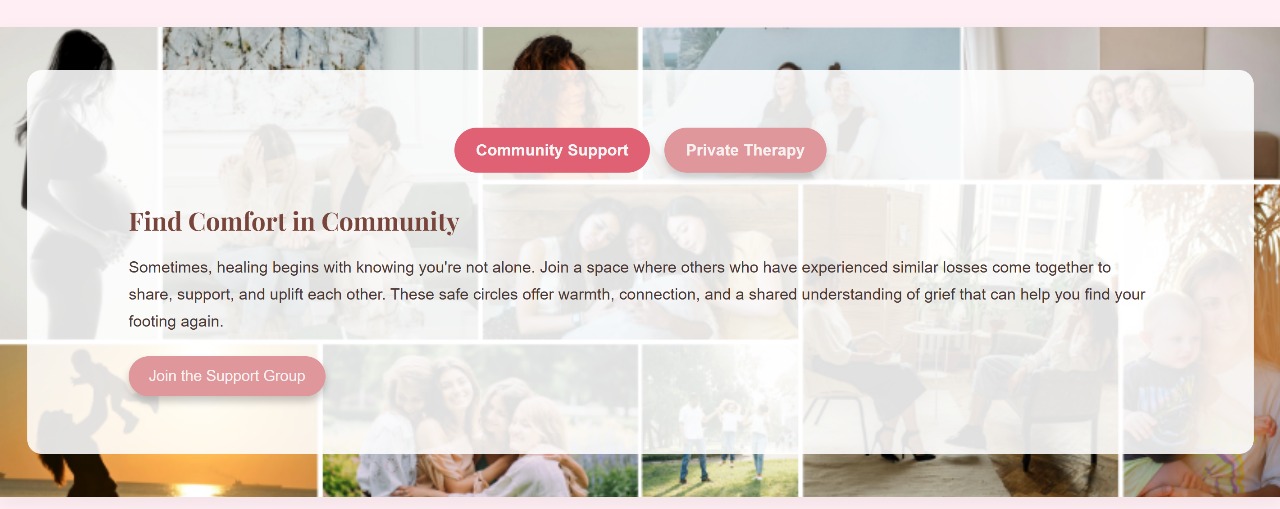 Community Support
Private Therapy
Find Comfort in Community
Sometimes, healing begins with knowing you're not alone. Join a space where others who have experienced similar losses come together to
share, support, and uplift each other. These safe circles offer warmth, connection, and a shared understanding of grief that can help you find your
footing again.
Join the Support Group